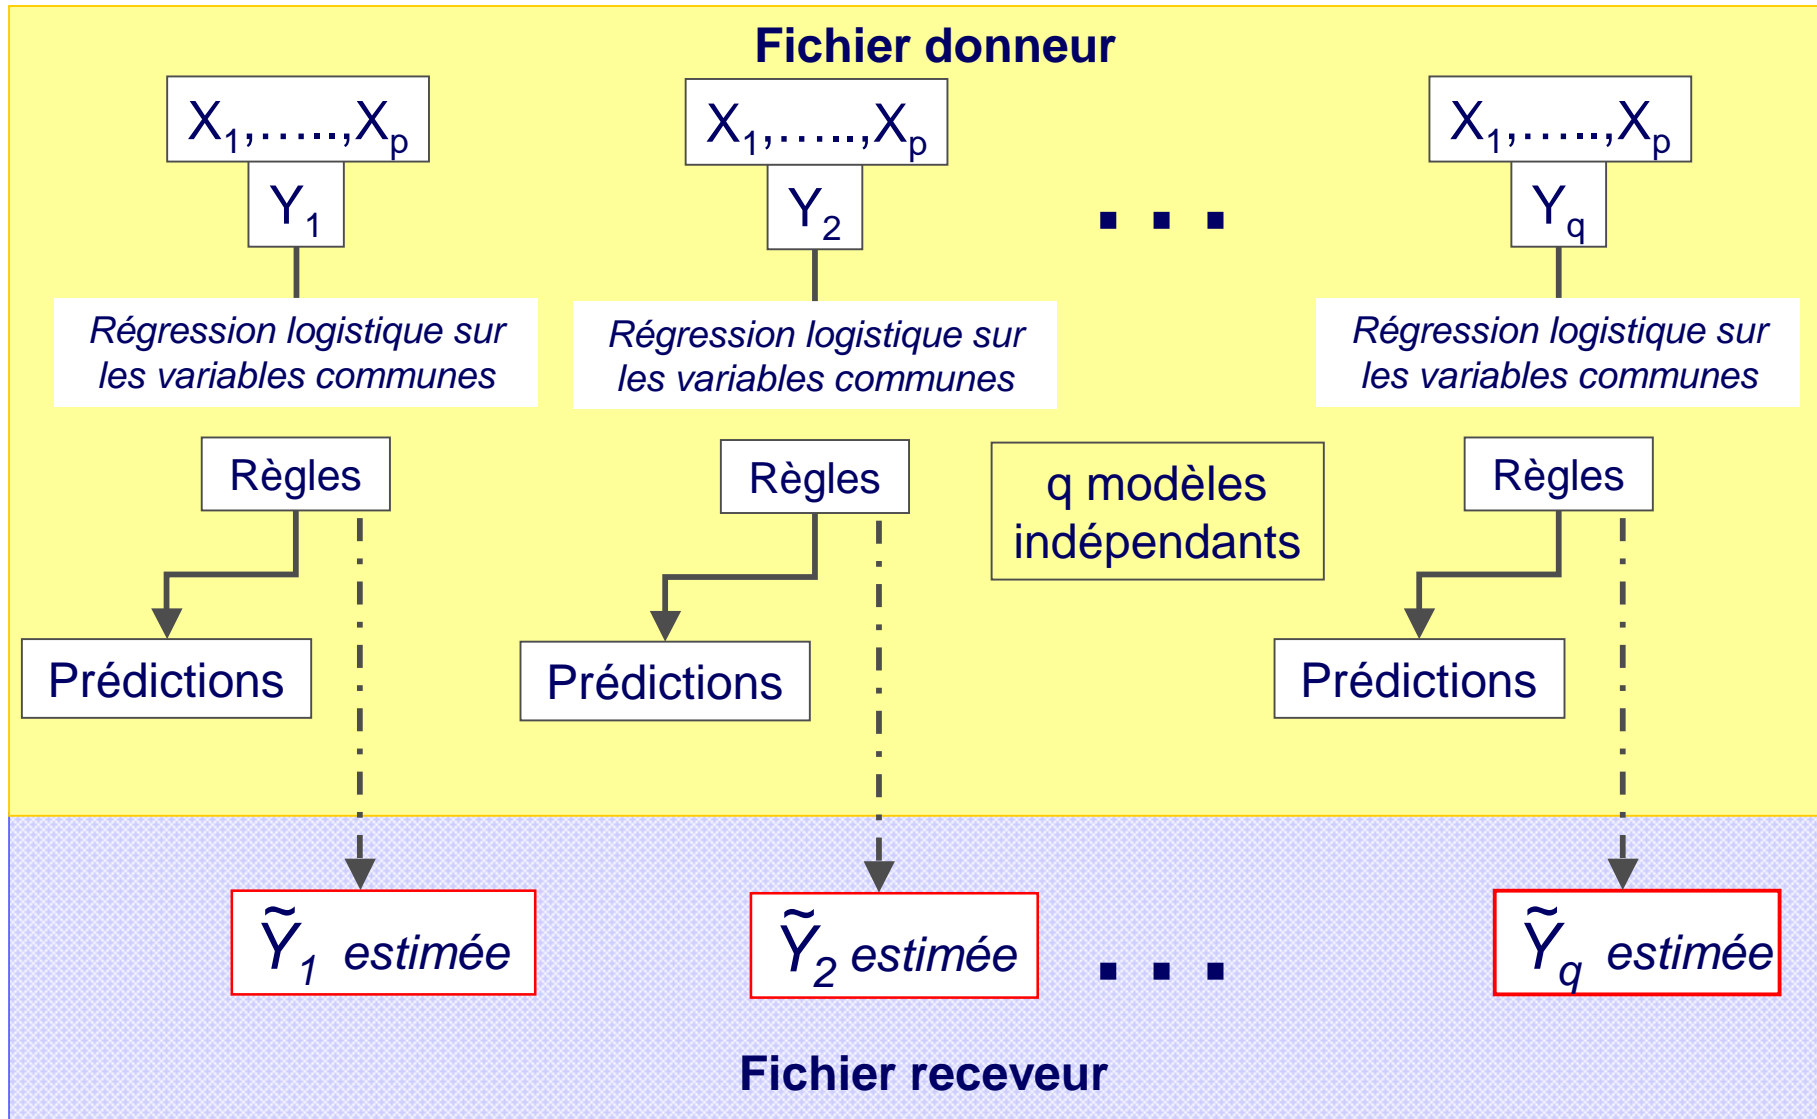 Fichier donneur
X1,…..,Xp
X1,…..,Xp
X1,…..,Xp
Y1
Y2
...
Yq
Régression logistique sur
les variables communes
Régression logistique sur
les variables communes
Régression logistique sur
les variables communes
Règles
Règles
q modèles
indépendants
Règles
Prédictions
Prédictions
Prédictions
Ỹ1 estimée
Ỹ2 estimée
...
Ỹq estimée
Fichier receveur